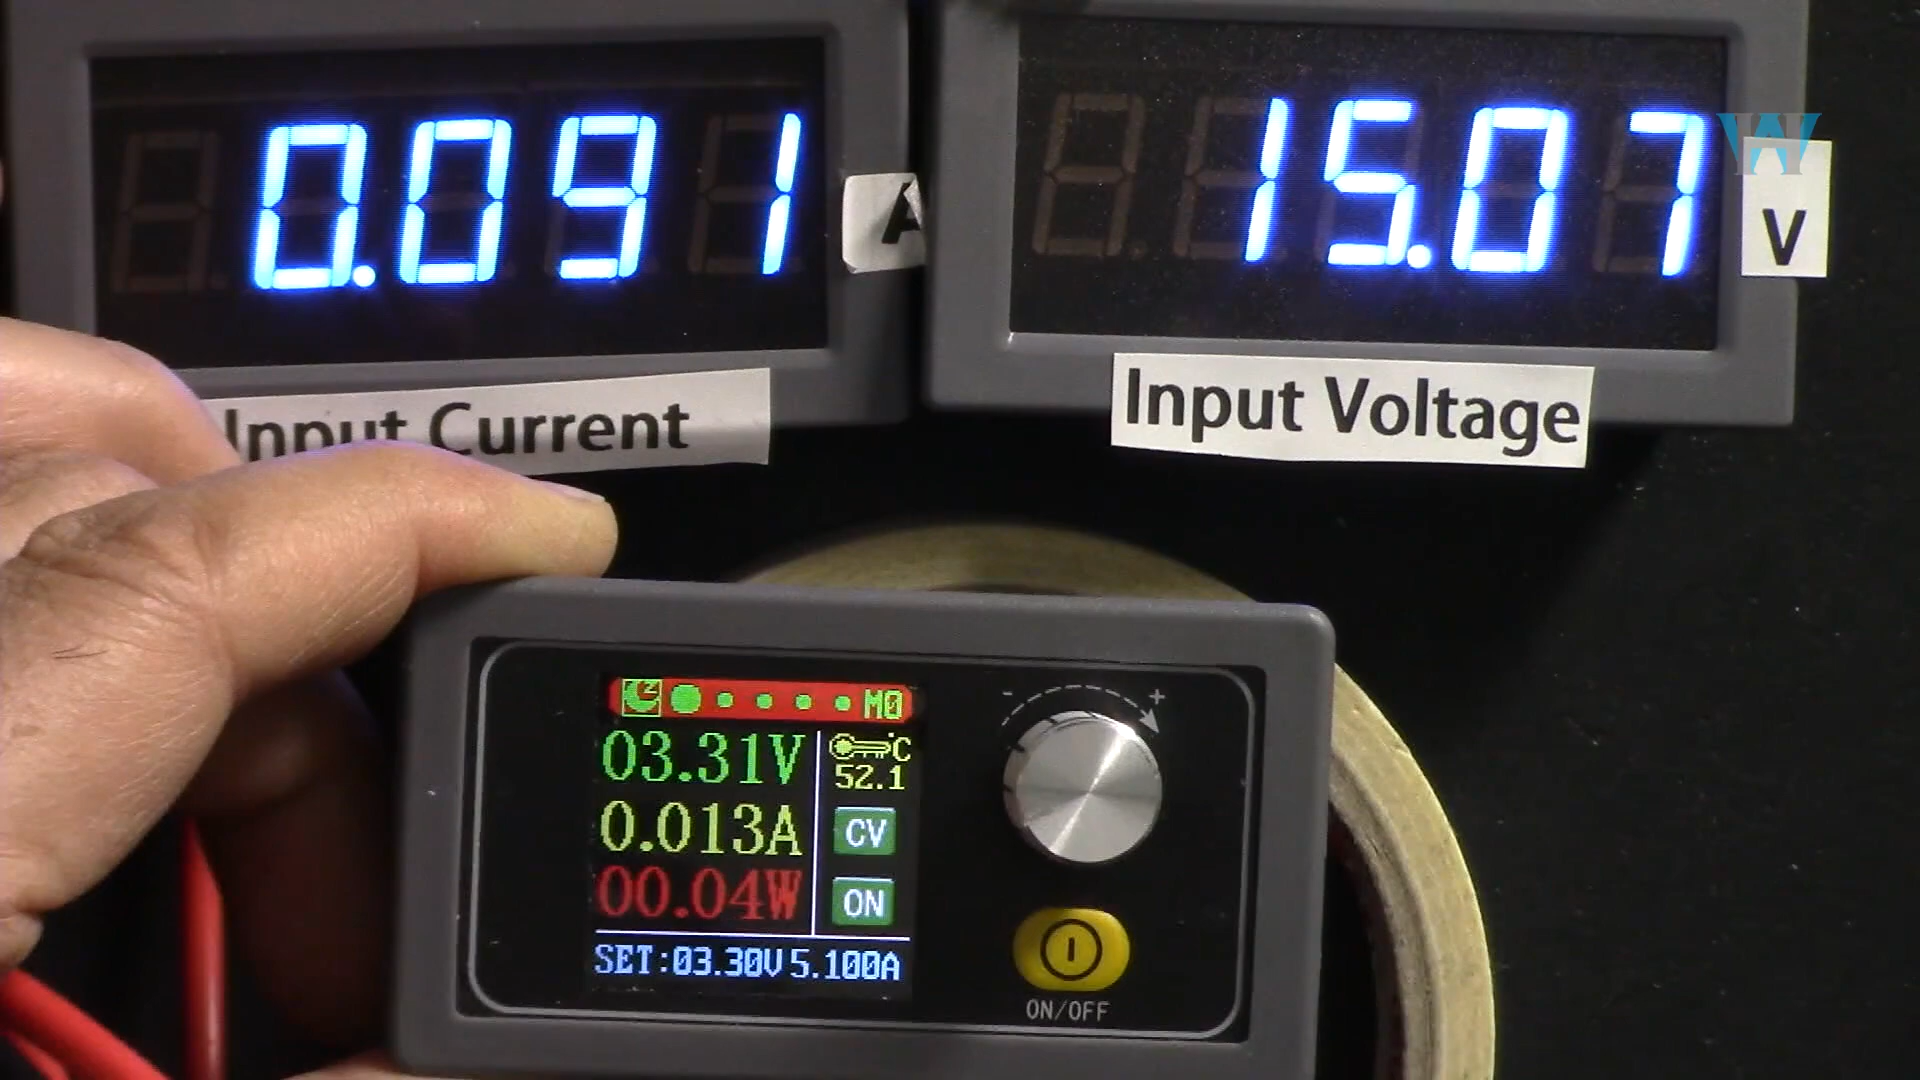 0.091
A
15.07
V
Input Current
Input Voltage
M0
03.31V
°C
52.1
0.013A
CV
00.04W
ON
SET:03.30V 5.100A
- +
ON/OFF